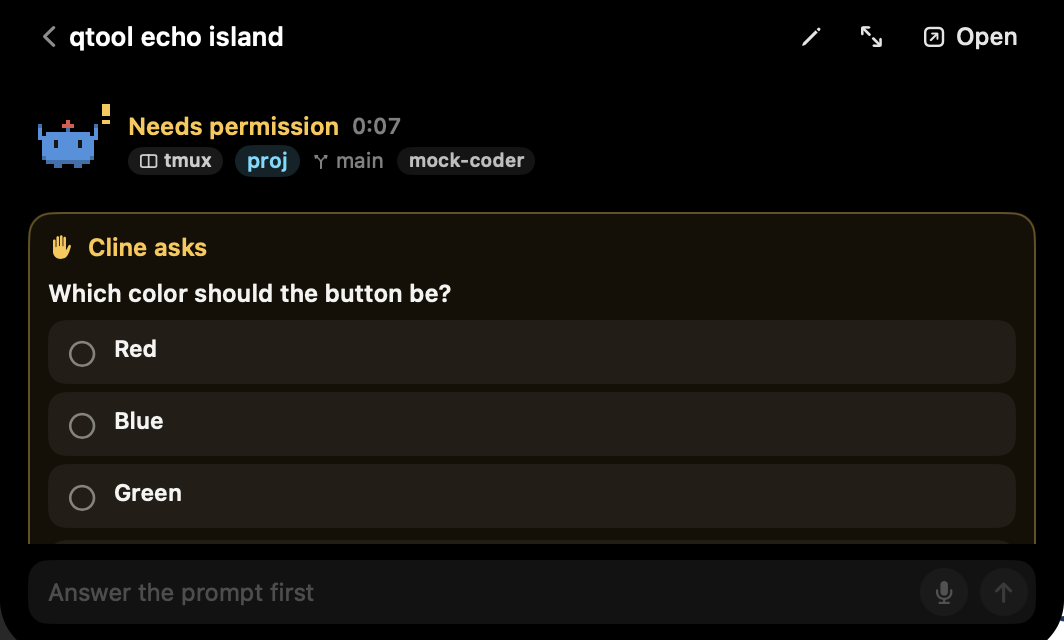 qtool echo island
Open
Needs permission 0:07
tmux proj main mock-coder
Cline asks
Which color should the button be?
Red
Blue
Green
Answer the prompt first